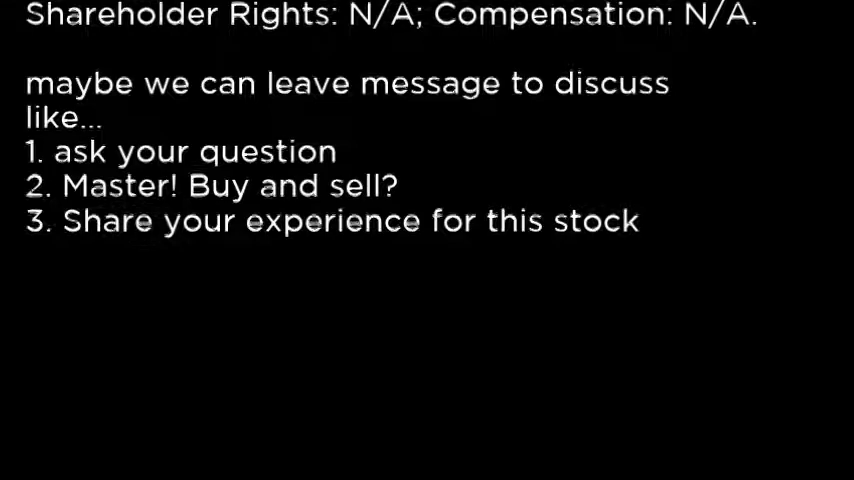 Shareholder Rights: N/A; Compensation: N/A.
maybe we can leave message to discuss
like...
1. ask your question
2. Master! Buy and sell?
3. Share your experience for this stock